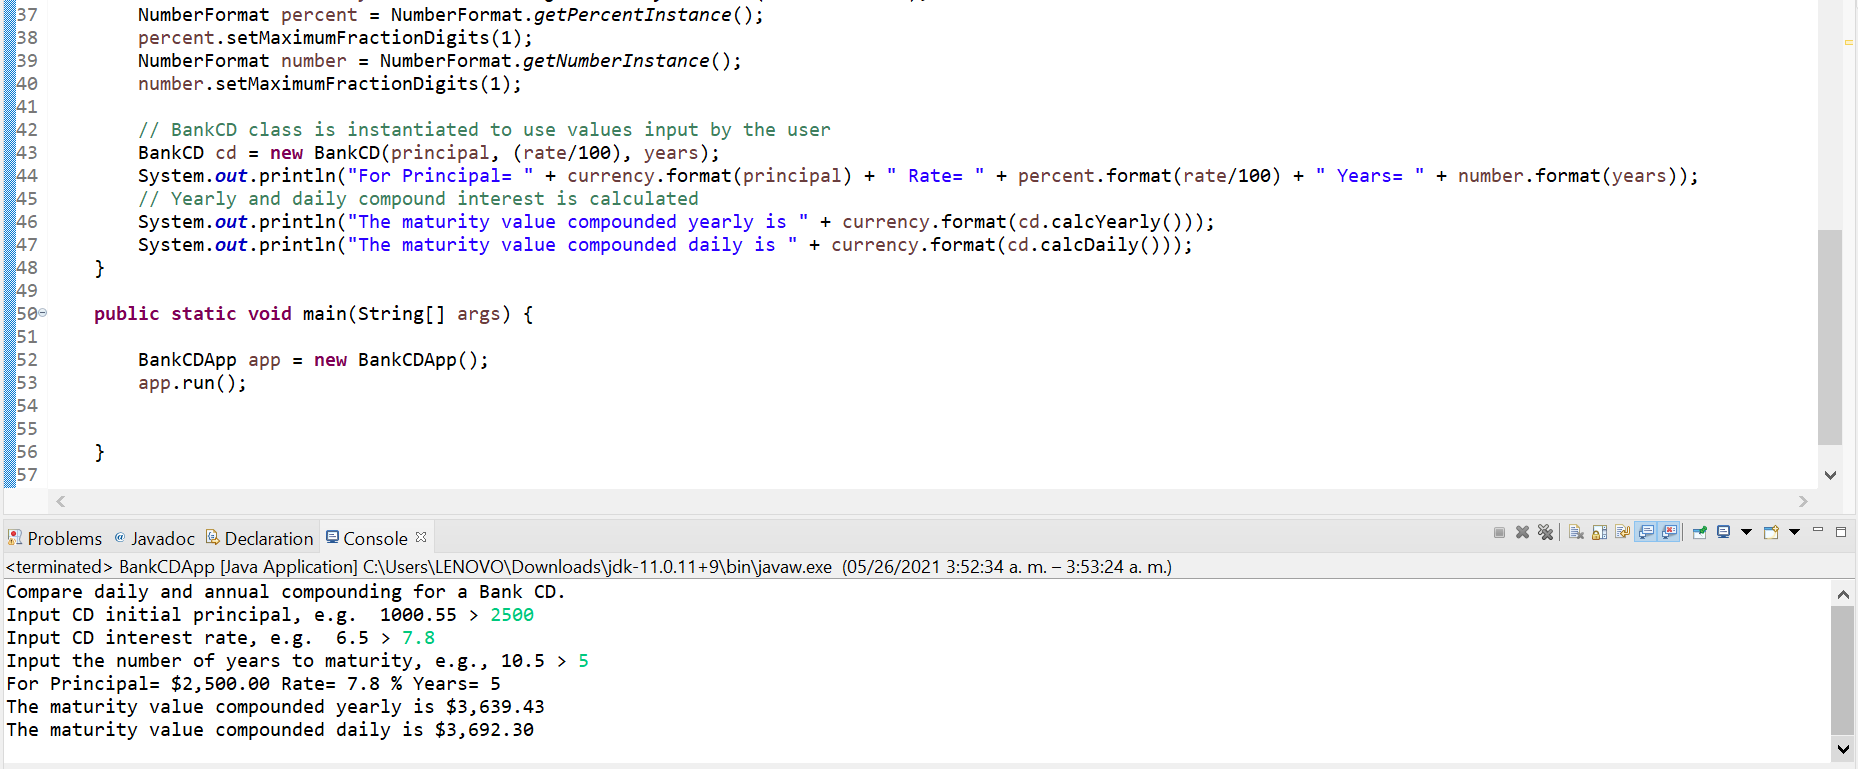 37 NumberFormat percent = NumberFormat.getPercentInstance();
38 percent.setMaximumFractionDigits(1);
39 NumberFormat number = NumberFormat.getNumberInstance();
40 number.setMaximumFractionDigits(1);
41
42 // BankCD class is instantiated to use values input by the user
43 BankCD cd = new BankCD(principal, (rate/100), years);
44 System.out.println("For Principal= " + currency.format(principal) + " Rate= " + percent.format(rate/100) + " Years= " + number.format(years));
45 // Yearly and daily compound interest is calculated
46 System.out.println("The maturity value compounded yearly is " + currency.format(cd.calcYearly()));
47 System.out.println("The maturity value compounded daily is " + currency.format(cd.calcDaily()));
48 }
49
50 public static void main(String[] args) {
51
52 BankCDApp app = new BankCDApp();
53 app.run();
54
55
56 }
57
Problems @ Javadoc Declaration Console
<terminated> BankCDApp [Java Application] C:\Users\LENOVO\Downloads\jdk-11.0.11+9\bin\javaw.exe (05/26/2021 3:52:34 a. m. – 3:53:24 a. m.)
Compare daily and annual compounding for a Bank CD.
Input CD initial principal, e.g.  1000.55 > 2500
Input CD interest rate, e.g.  6.5 > 7.8
Input the number of years to maturity, e.g., 10.5 > 5
For Principal= $2,500.00 Rate= 7.8 % Years= 5
The maturity value compounded yearly is $3,639.43
The maturity value compounded daily is $3,692.30